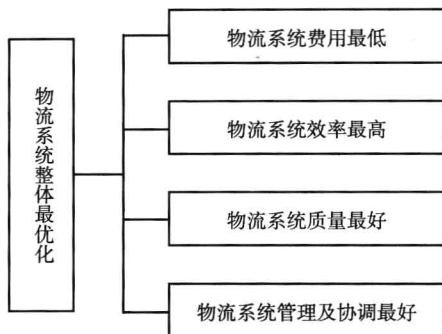 物流系统整体最优化
物流系统费用最低
物流系统效率最高
物流系统质量最好
物流系统管理及协调最好